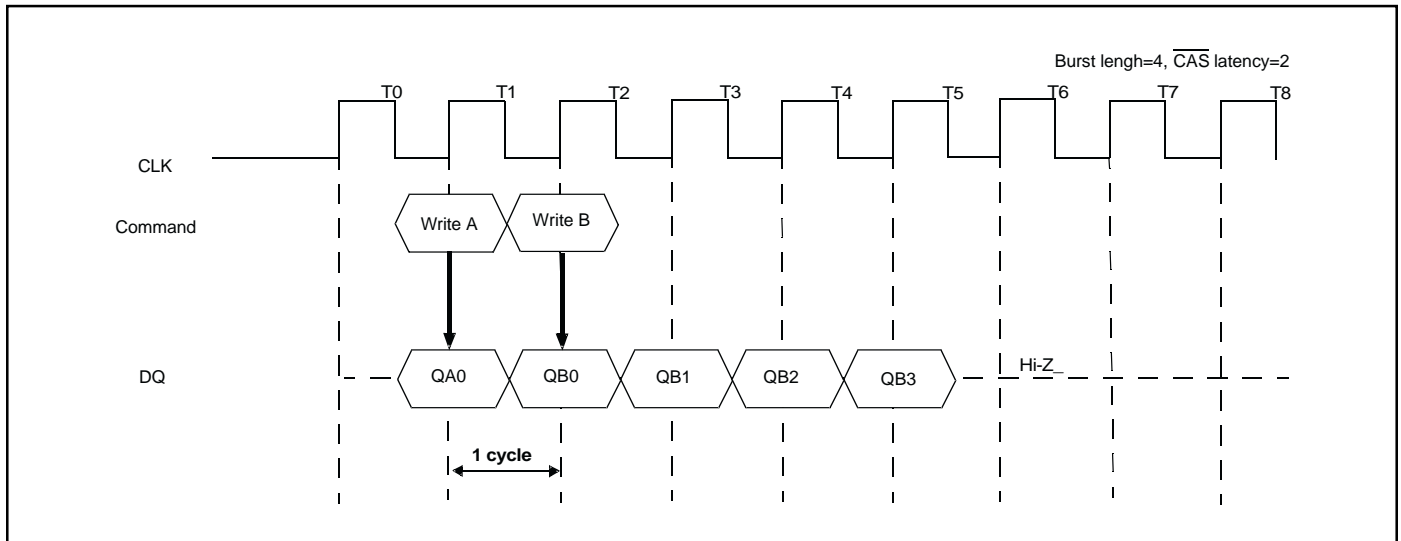 Burst lengh=4, CAS latency=2
T0 T1 T2 T3 T4 T5 T6 T7 T8
CLK
Command
Write A Write B
DQ
QA0 QB0 QB1 QB2 QB3 Hi-Z_
1 cycle